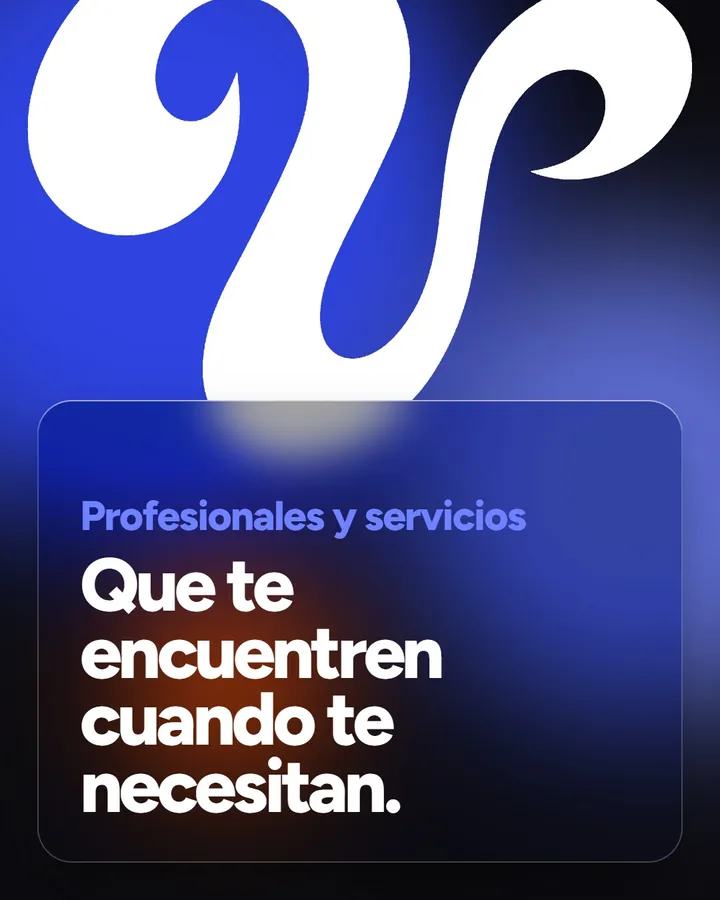 Profesionales y servicios
Que te
encuentren
cuando te
necesitan.